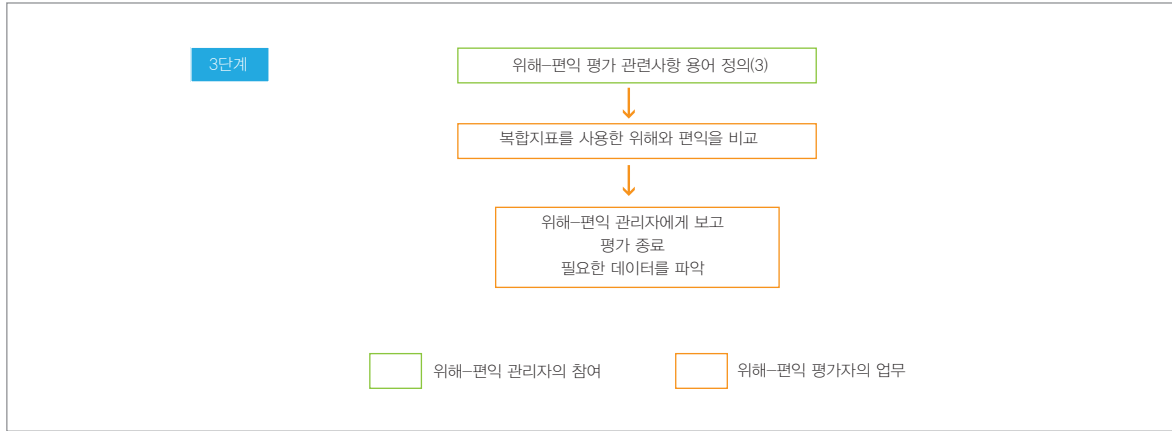 3단계
위해-편익 평가 관련사항 용어 정의(3)
복합지표를 사용한 위해와 편익을 비교
위해-편익 관리자에게 보고
평가 종료
필요한 데이터를 파악
위해-편익 관리자의 참여
위해-편익 평가자의 업무